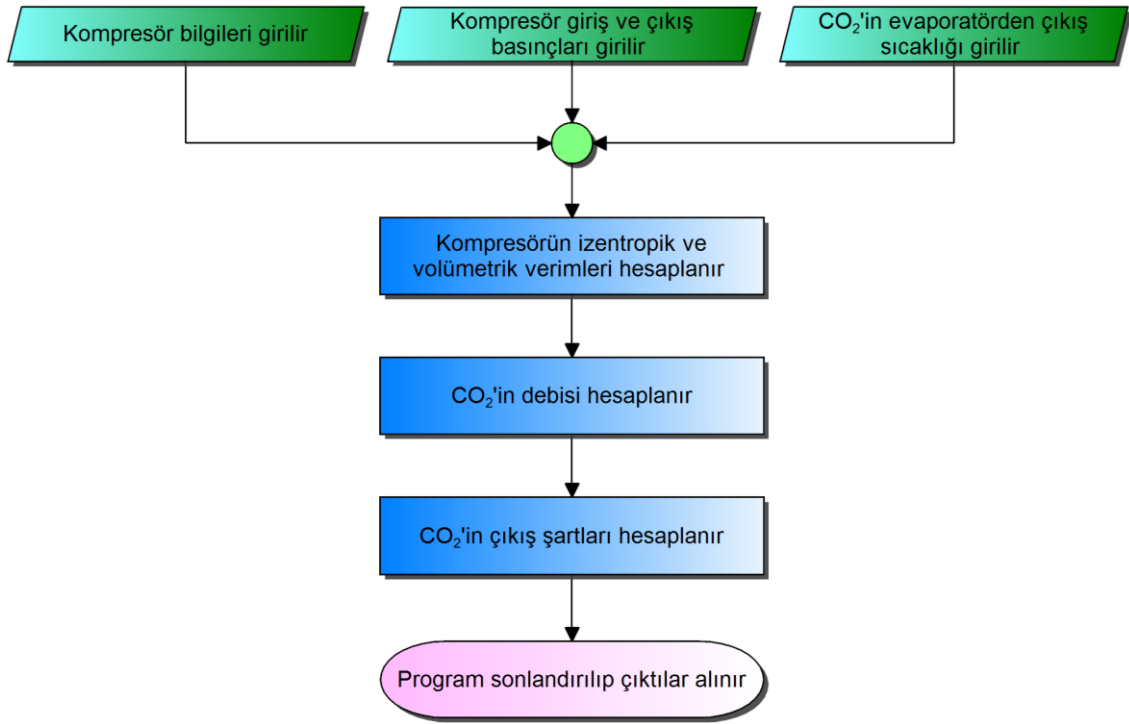 Kompresör bilgileri girilir
Kompresör giriş ve çıkış
basınçları girilir
CO₂'in evaporatörden çıkış
sıcaklığı girilir
Kompresörün izentropik ve
volümetrik verimleri hesaplanır
CO₂'in debisi hesaplanır
CO₂'in çıkış şartları hesaplanır
Program sonlandırılıp çıktılar alınır